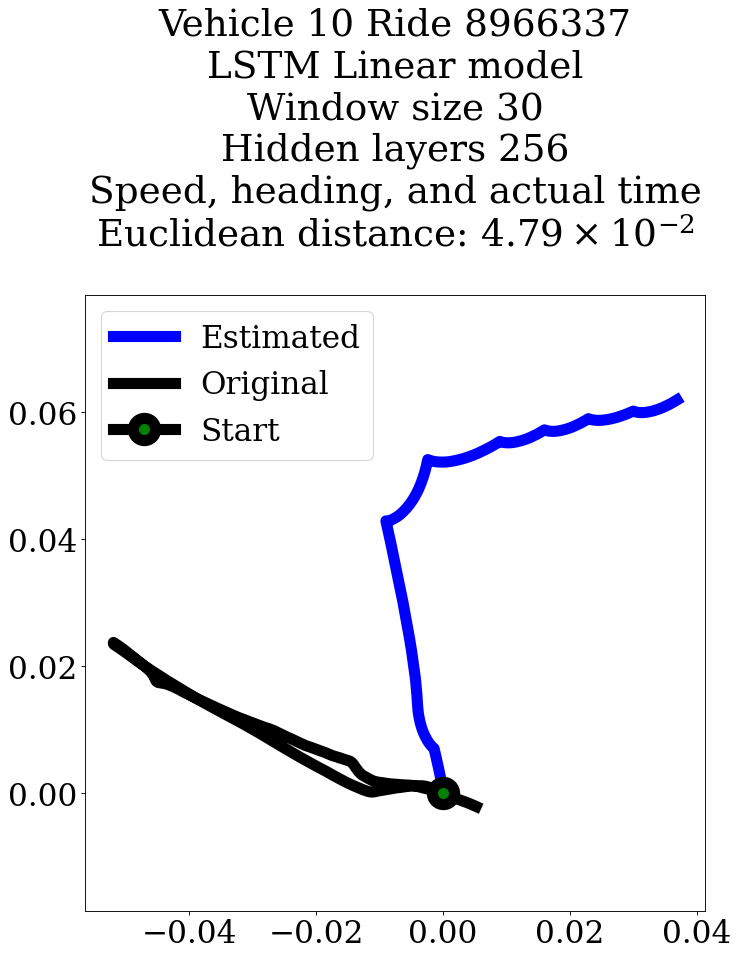 Vehicle 10 Ride 8966337
LSTM Linear model
Window size 30
Hidden layers 256
Speed, heading, and actual time
Euclidean distance: 4.79 × 10⁻²
Estimated
Original
Start
0.06
0.04
0.02
0.00
−0.04
−0.02
0.00
0.02
0.04